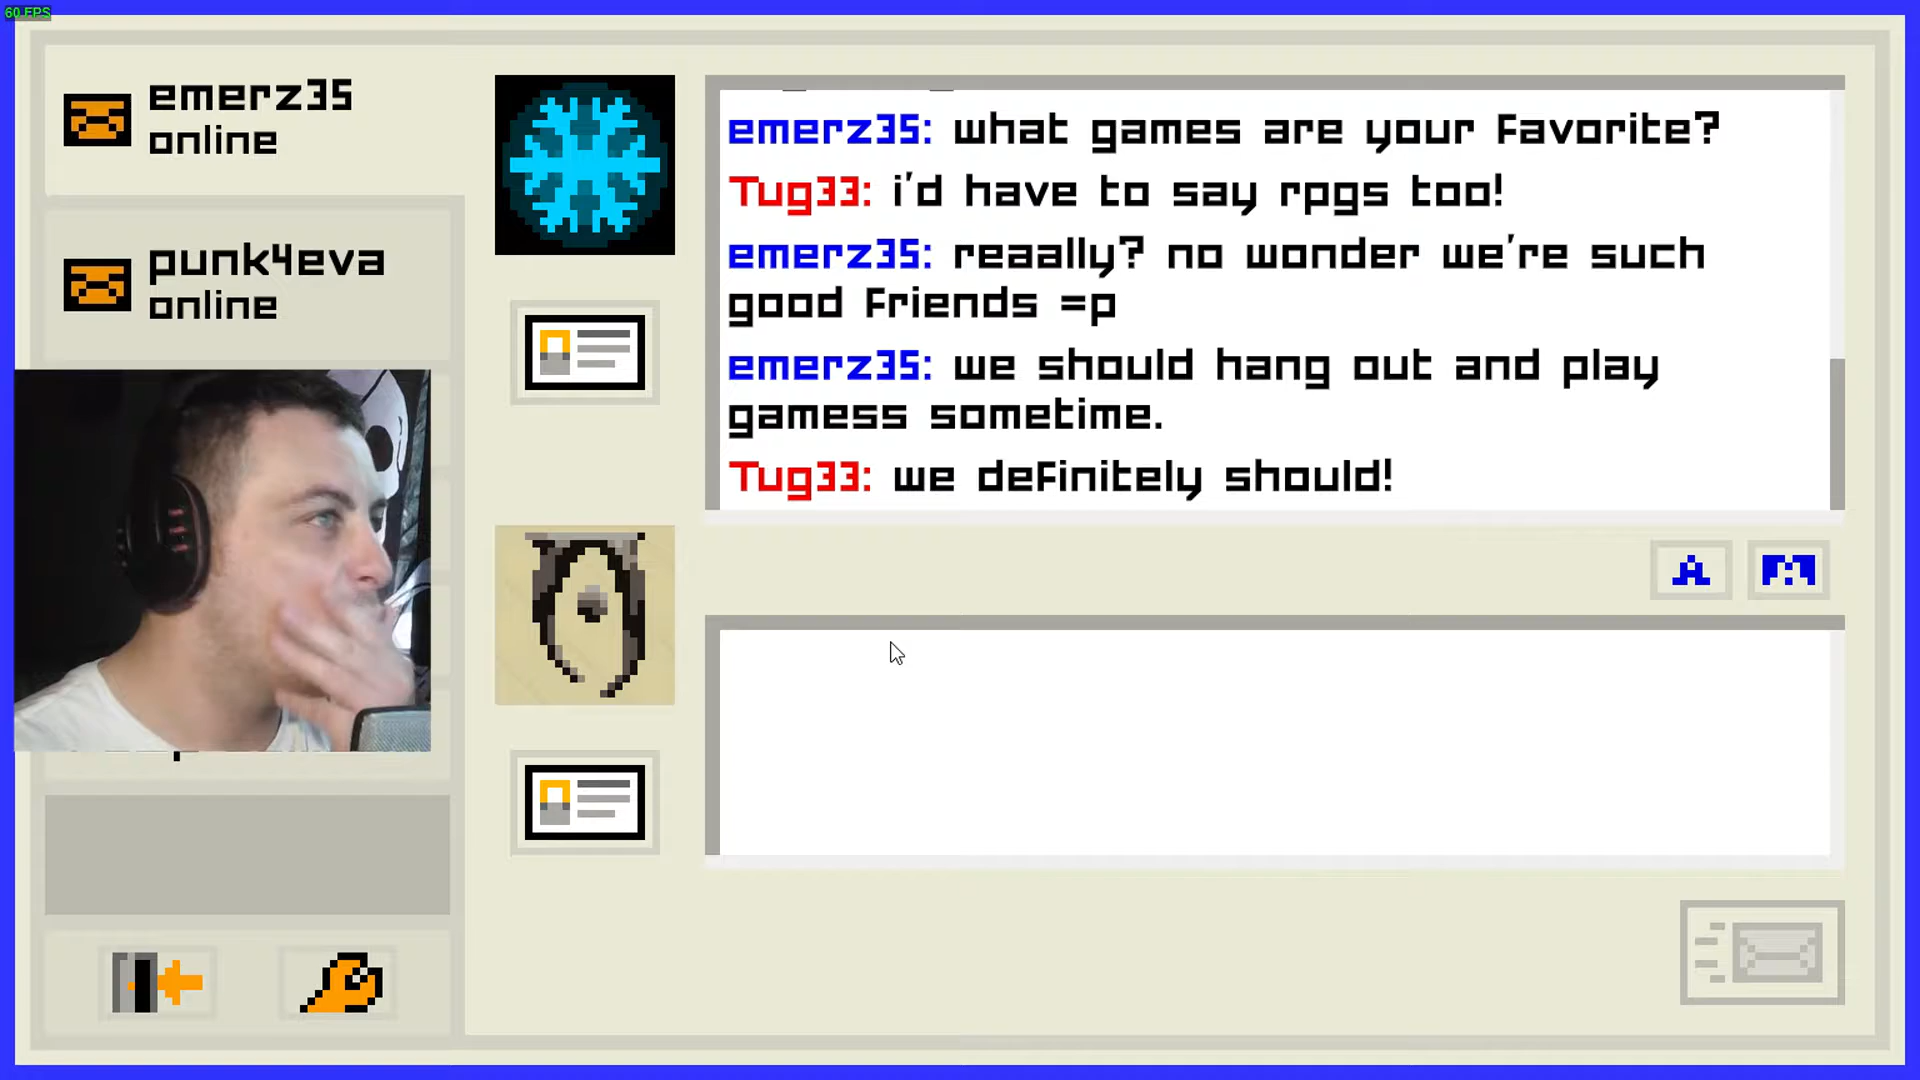 60 FPS
emerz35
online
punk4eva
online
emerz35: what games are your favorite?
Tug33: i'd have to say rpgs too!
emerz35: reaally? no wonder we're such
good friends =p
emerz35: we should hang out and play
gamess sometime.
Tug33: we definitely should!
A